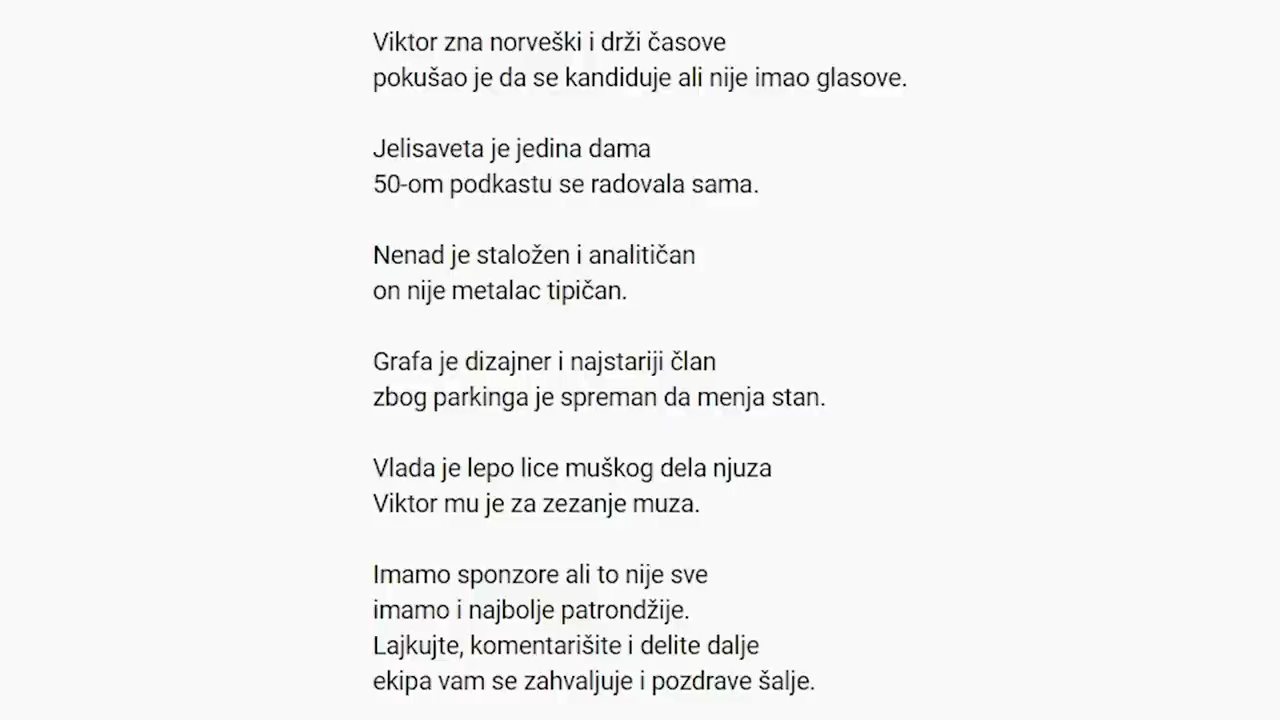 Viktor zna norveški i drži časove
pokušao je da se kandiduje ali nije imao glasove.
Jelisaveta je jedina dama
50-om podkastu se radovala sama.
Nenad je staložen i analitičan
on nije metalac tipičan.
Grafa je dizajner i najstariji član
zbog parkinga je spreman da menja stan.
Vlada je lepo lice muškog dela njuza
Viktor mu je za zezanje muza.
Imamo sponzore ali to nije sve
imamo i najbolje patrondžije.
Lajkujte, komentarišite i delite dalje
ekipa vam se zahvaljuje i pozdrave šalje.